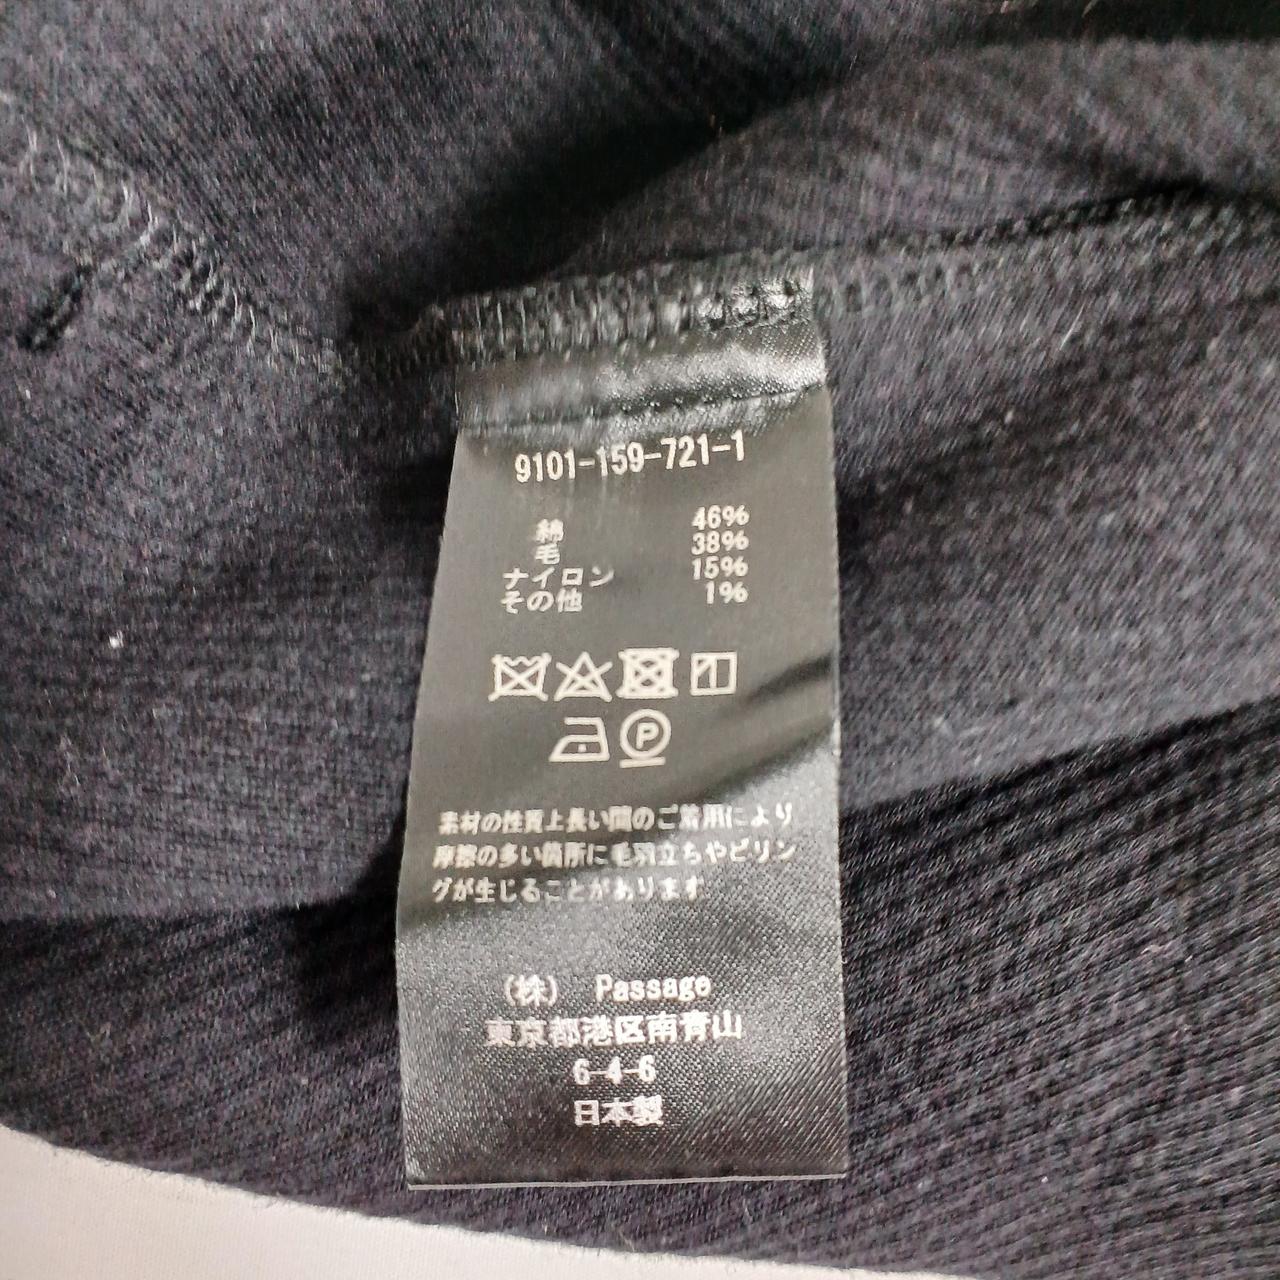 9101-159-721-1
綿 46%
毛 38%
ナイロン 15%
その他 1%
P
素材の性質上長い間のご着用により
摩擦の多い箇所に毛羽立ちやピリン
グが生じることがあります
(株) Passage
東京都港区南青山
6-4-6
日本製